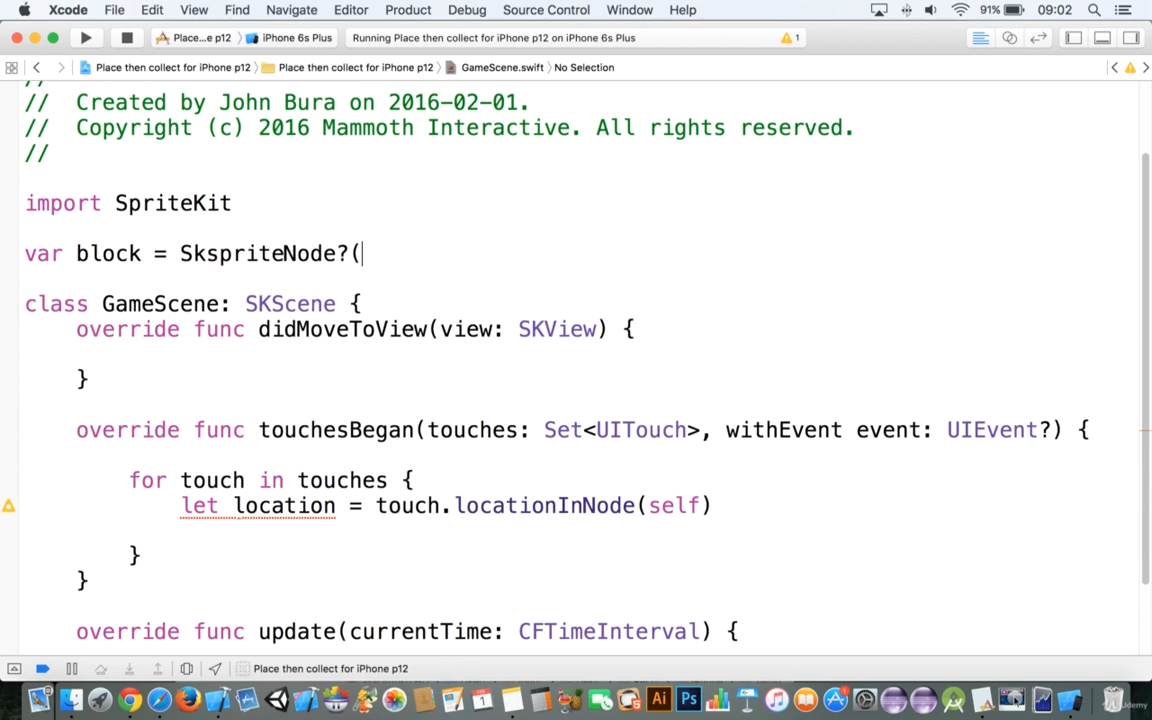 Xcode File Edit View Find Navigate Editor Product Debug Source Control Window Help 91% 09:02
Place...e p12 iPhone 6s Plus Running Place then collect for iPhone p12 on iPhone 6s Plus 1
Place then collect for iPhone p12 Place then collect for iPhone p12 GameScene.swift No Selection
//
// Created by John Bura on 2016-02-01.
// Copyright (c) 2016 Mammoth Interactive. All rights reserved.
//
import SpriteKit
var block = SkspriteNode?(
class GameScene: SKScene {
override func didMoveToView(view: SKView) {
}
override func touchesBegan(touches: Set<UITouch>, withEvent event: UIEvent?) {
for touch in touches {
let location = touch.locationInNode(self)
}
}
override func update(currentTime: CFTimeInterval) {
Place then collect for iPhone p12
Ai Ps 1
Udemy